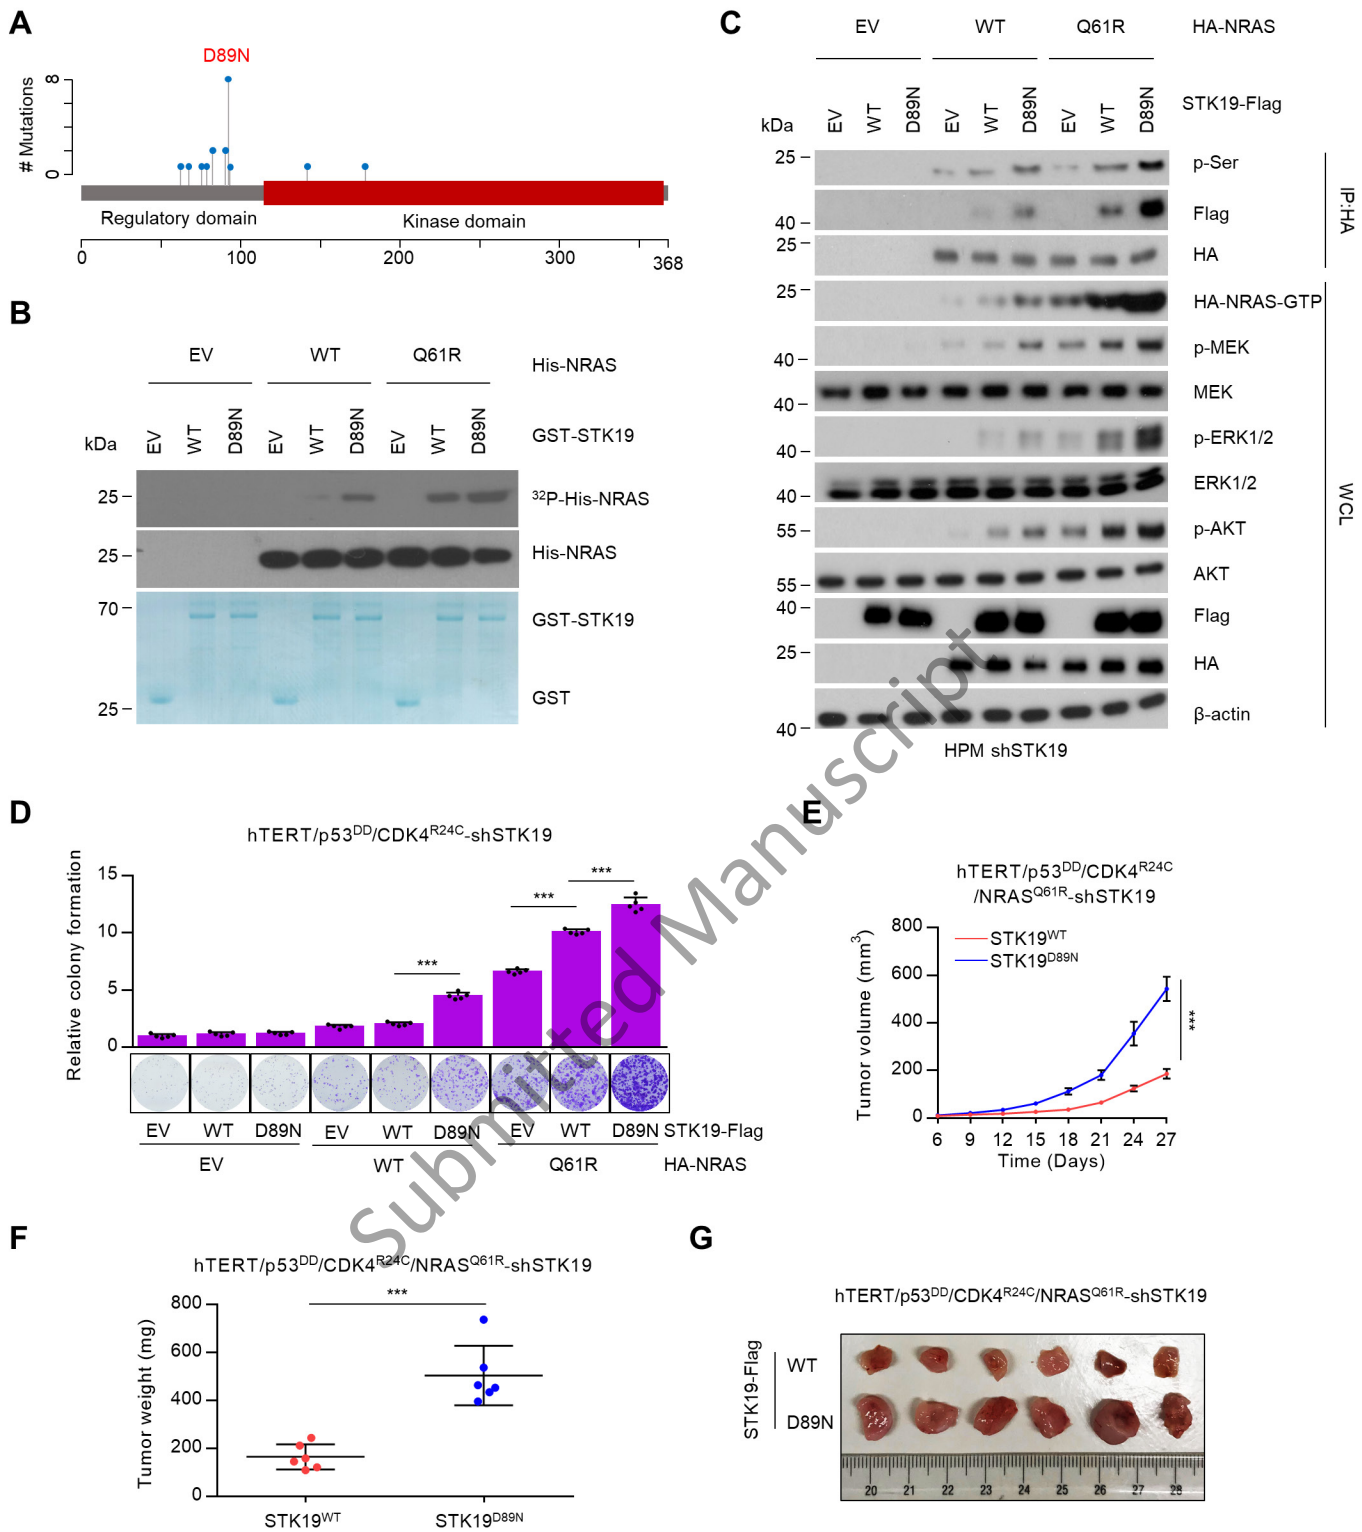 A
D89N
# Mutations
8
0
Regulatory domain
Kinase domain
0
100
200
300
368
B
EV
WT
Q61R
His-NRAS
kDa
EV
WT
D89N
EV
WT
D89N
EV
WT
D89N
GST-STK19
25
32P-His-NRAS
25
His-NRAS
70
GST-STK19
25
GST
C
EV
WT
Q61R
HA-NRAS
kDa
EV
WT
D89N
EV
WT
D89N
EV
WT
D89N
STK19-Flag
25
p-Ser
40
Flag
25
HA
IP:HA
25
HA-NRAS-GTP
40
p-MEK
40
MEK
40
p-ERK1/2
40
ERK1/2
55
p-AKT
55
AKT
40
Flag
25
HA
40
β-actin
WCL
HPM shSTK19
D
hTERT/p53DD/CDK4R24C-shSTK19
Relative colony formation
15
10
5
0
***
***
***
EV
WT
D89N
EV
WT
D89N
EV
WT
D89N
STK19-Flag
EV
WT
Q61R
HA-NRAS
E
hTERT/p53DD/CDK4R24C
/NRASQ61R-shSTK19
Tumor volume (mm3)
800
600
400
200
0
STK19WT
STK19D89N
***
6
9
12
15
18
21
24
27
Time (Days)
F
hTERT/p53DD/CDK4R24C/NRASQ61R-shSTK19
Tumor weight (mg)
800
600
400
200
0
***
STK19WT
STK19D89N
G
hTERT/p53DD/CDK4R24C/NRASQ61R-shSTK19
STK19-Flag
WT
D89N
20
21
22
23
24
25
26
27
28
Submitted Manuscript